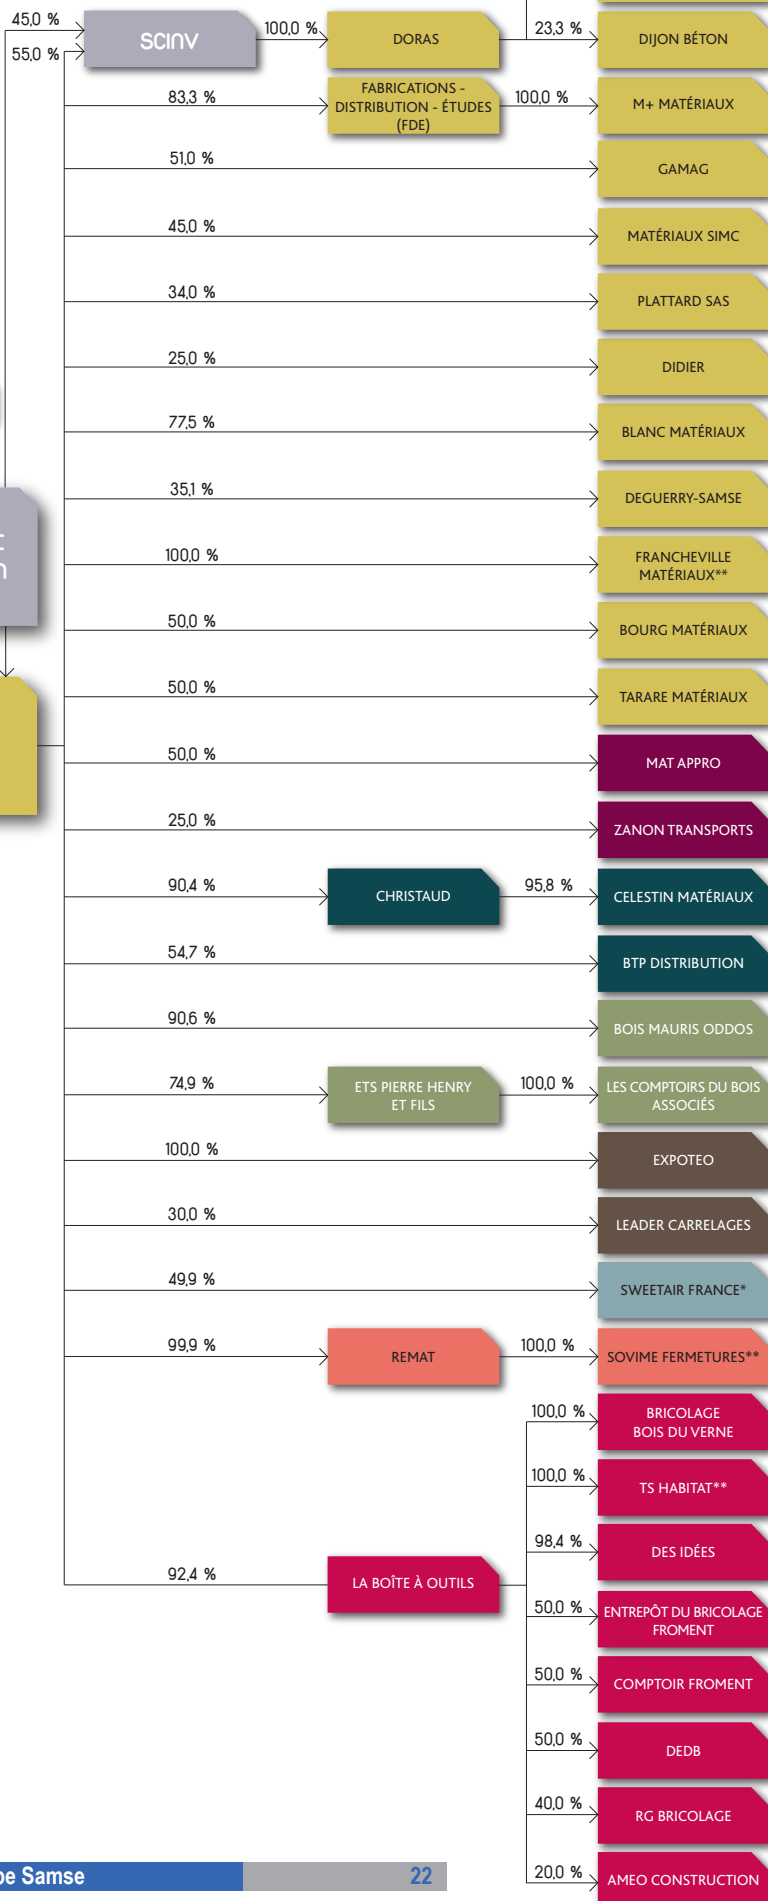 45,0 %
55,0 %
SCINV
100,0 %
DORAS
23,3 %
DIJON BÉTON
83,3 %
FABRICATIONS -
DISTRIBUTION - ÉTUDES
(FDE)
100,0 %
M+ MATÉRIAUX
51,0 %
GAMAG
45,0 %
MATÉRIAUX SIMC
34,0 %
PLATTARD SAS
25,0 %
DIDIER
77,5 %
BLANC MATÉRIAUX
35,1 %
DEGUERRY-SAMSE
100,0 %
FRANCHEVILLE
MATÉRIAUX**
50,0 %
BOURG MATÉRIAUX
50,0 %
TARARE MATÉRIAUX
50,0 %
MAT APPRO
25,0 %
ZANON TRANSPORTS
90,4 %
CHRISTAUD
95,8 %
CELESTIN MATÉRIAUX
54,7 %
BTP DISTRIBUTION
90,6 %
BOIS MAURIS ODDOS
74,9 %
ETS PIERRE HENRY
ET FILS
100,0 %
LES COMPTOIRS DU BOIS
ASSOCIÉS
100,0 %
EXPOTEO
30,0 %
LEADER CARRELAGES
49,9 %
SWEETAIR FRANCE*
99,9 %
REMAT
100,0 %
SOVIME FERMETURES**
100,0 %
BRICOLAGE
BOIS DU VERNE
100,0 %
TS HABITAT**
98,4 %
DES IDÉES
92,4 %
LA BOÎTE À OUTILS
50,0 %
ENTREPÔT DU BRICOLAGE
FROMENT
50,0 %
COMPTOIR FROMENT
50,0 %
DEDB
40,0 %
RG BRICOLAGE
20,0 %
AMEO CONSTRUCTION
pe Samse
22